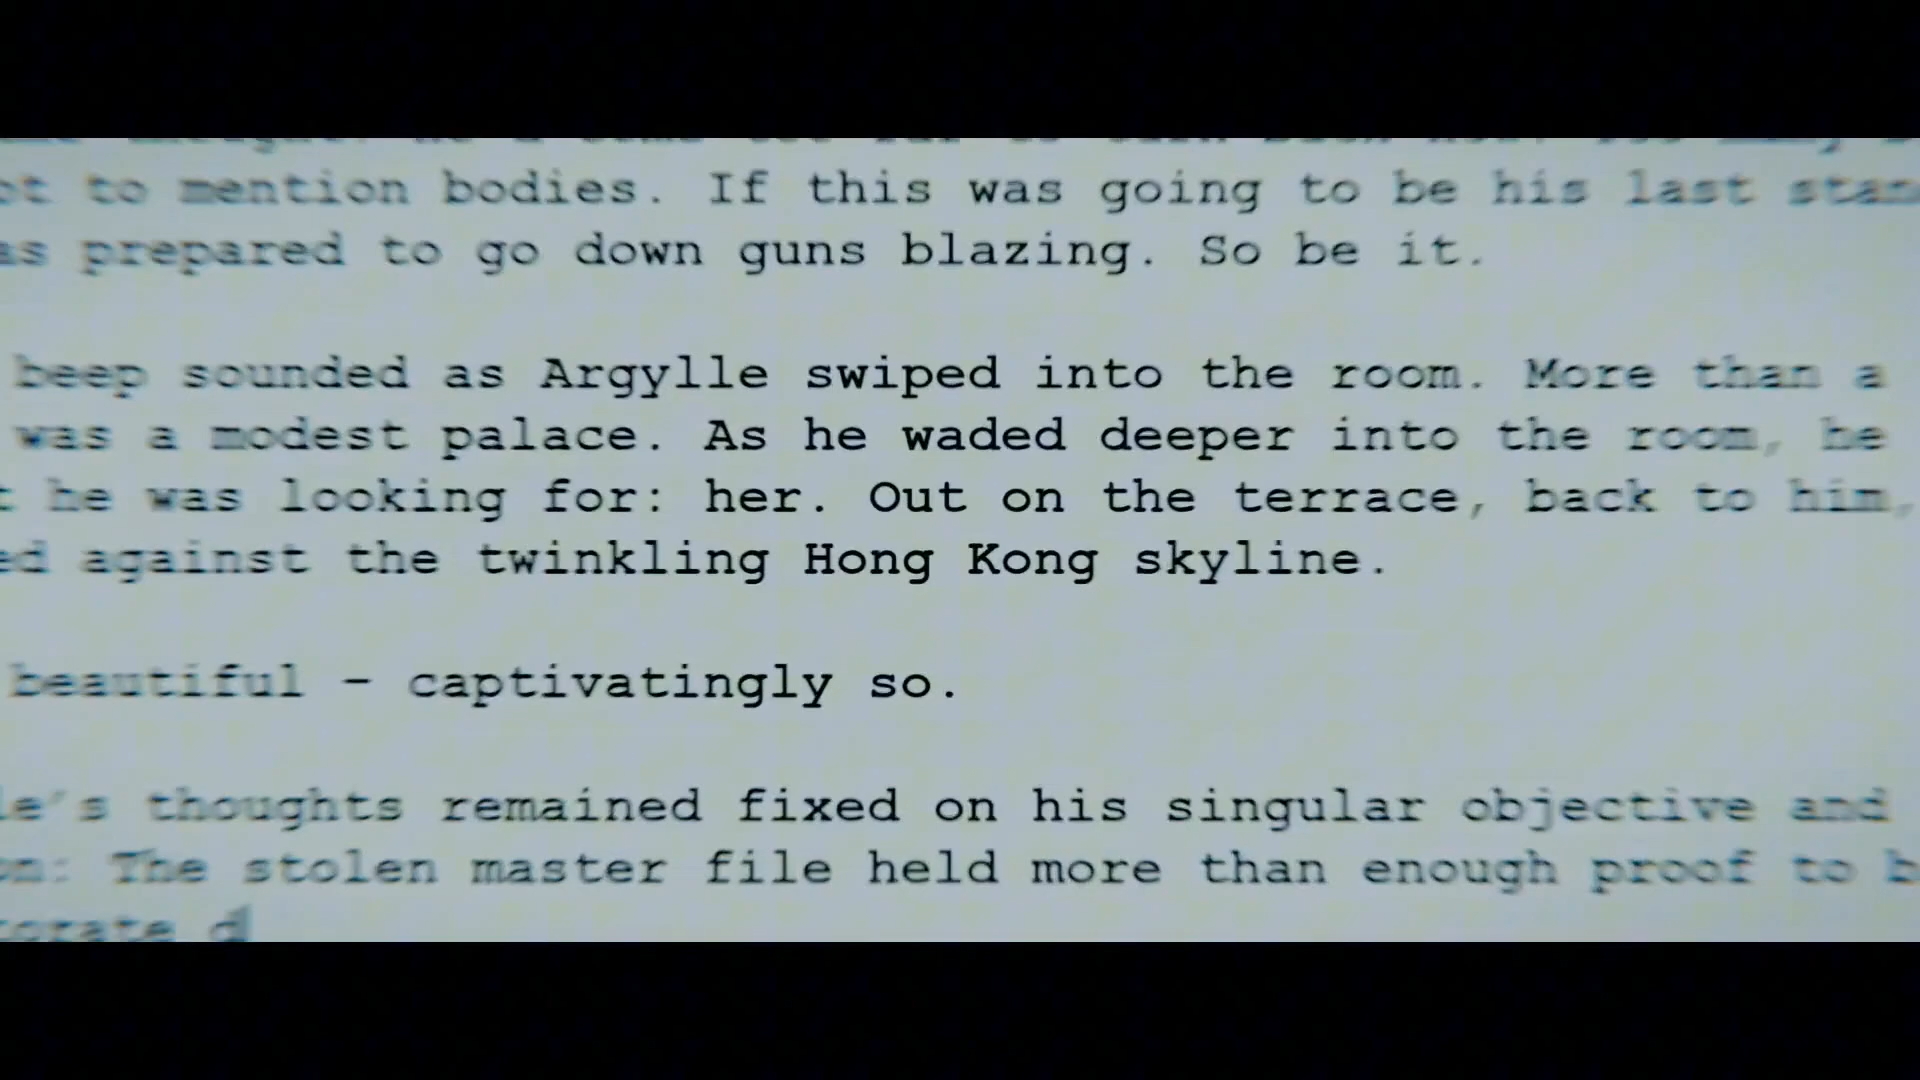 to mention bodies. If this was going to be his last
prepared to go down guns blazing. So be it.
beep sounded as Argylle swiped into the room. More than a
was a modest palace. As he waded deeper into the room, he
he was looking for: her. Out on the terrace, back to him,
against the twinkling Hong Kong skyline.
beautiful - captivatingly so.
thoughts remained fixed on his singular objective and
The stolen master file held more than enough proof to